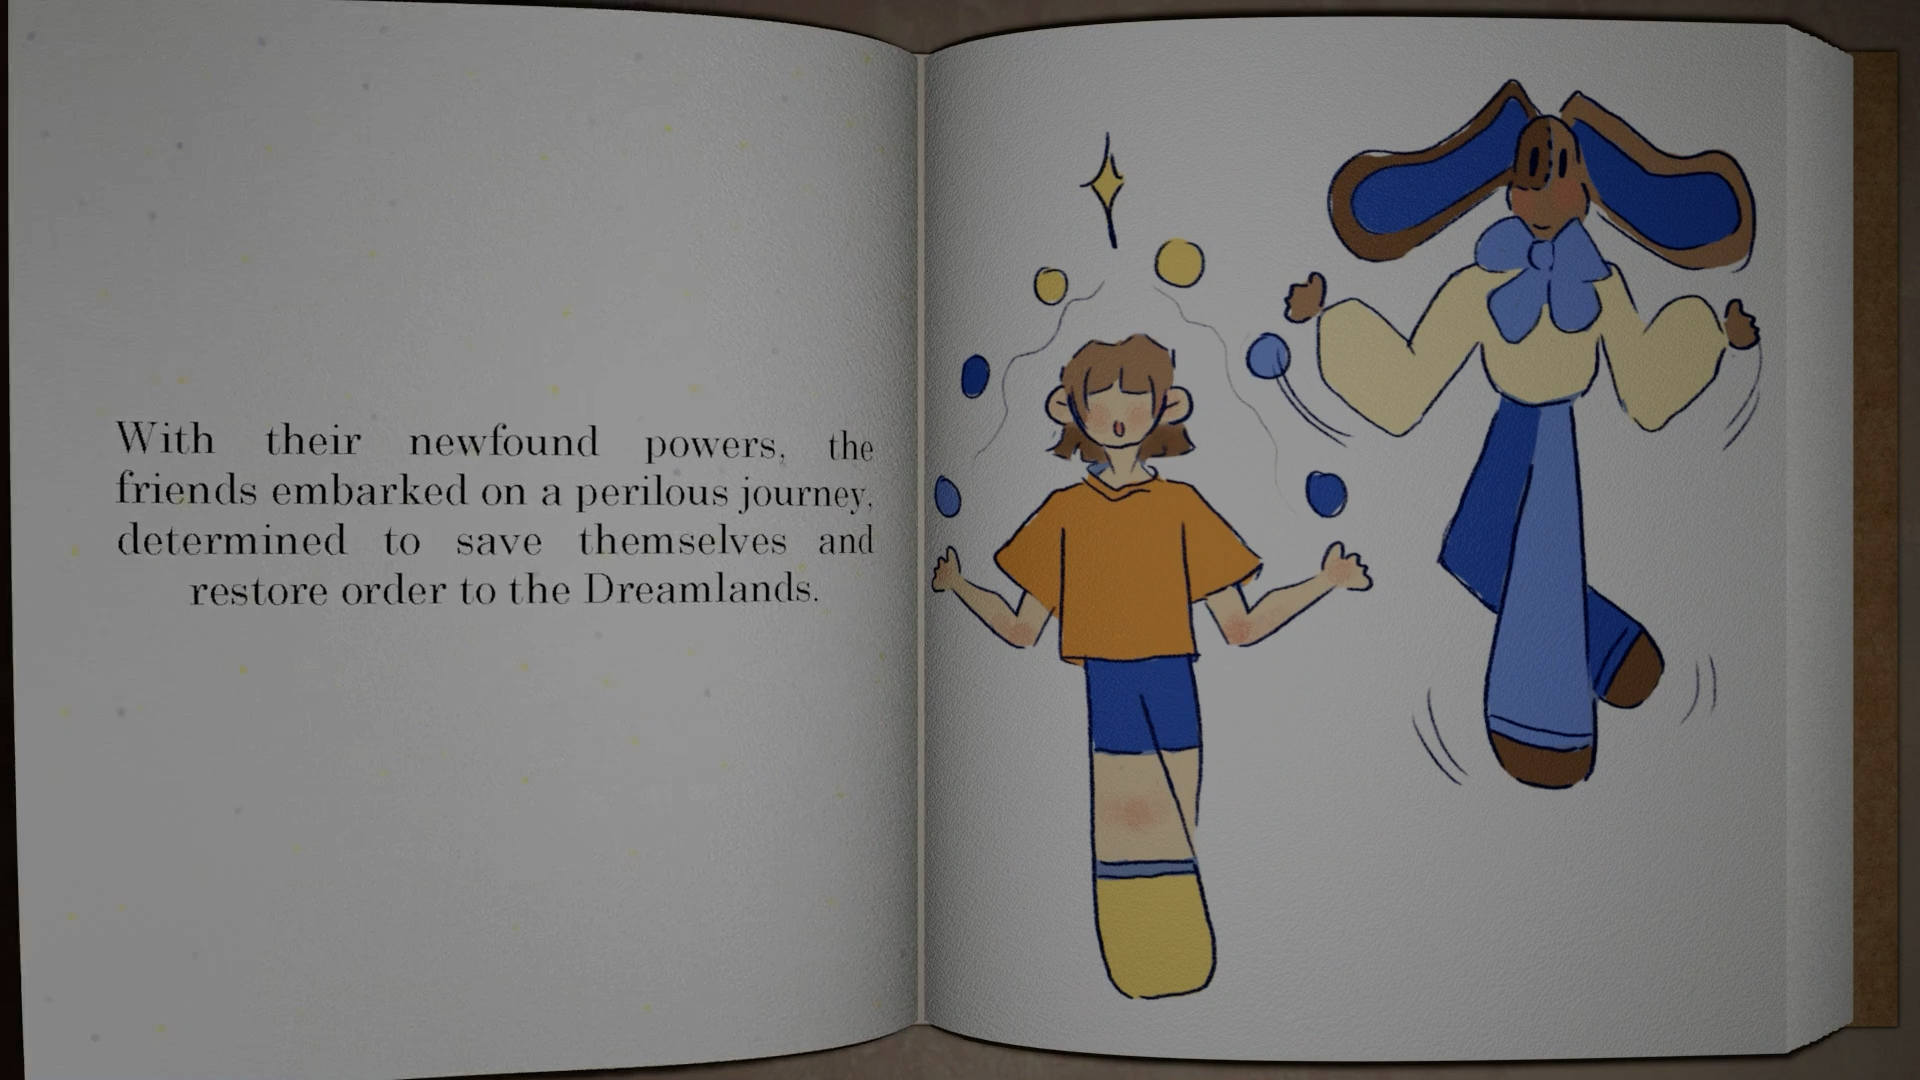 With their newfound powers, the
friends embarked on a perilous journey,
determined to save themselves and
restore order to the Dreamlands.